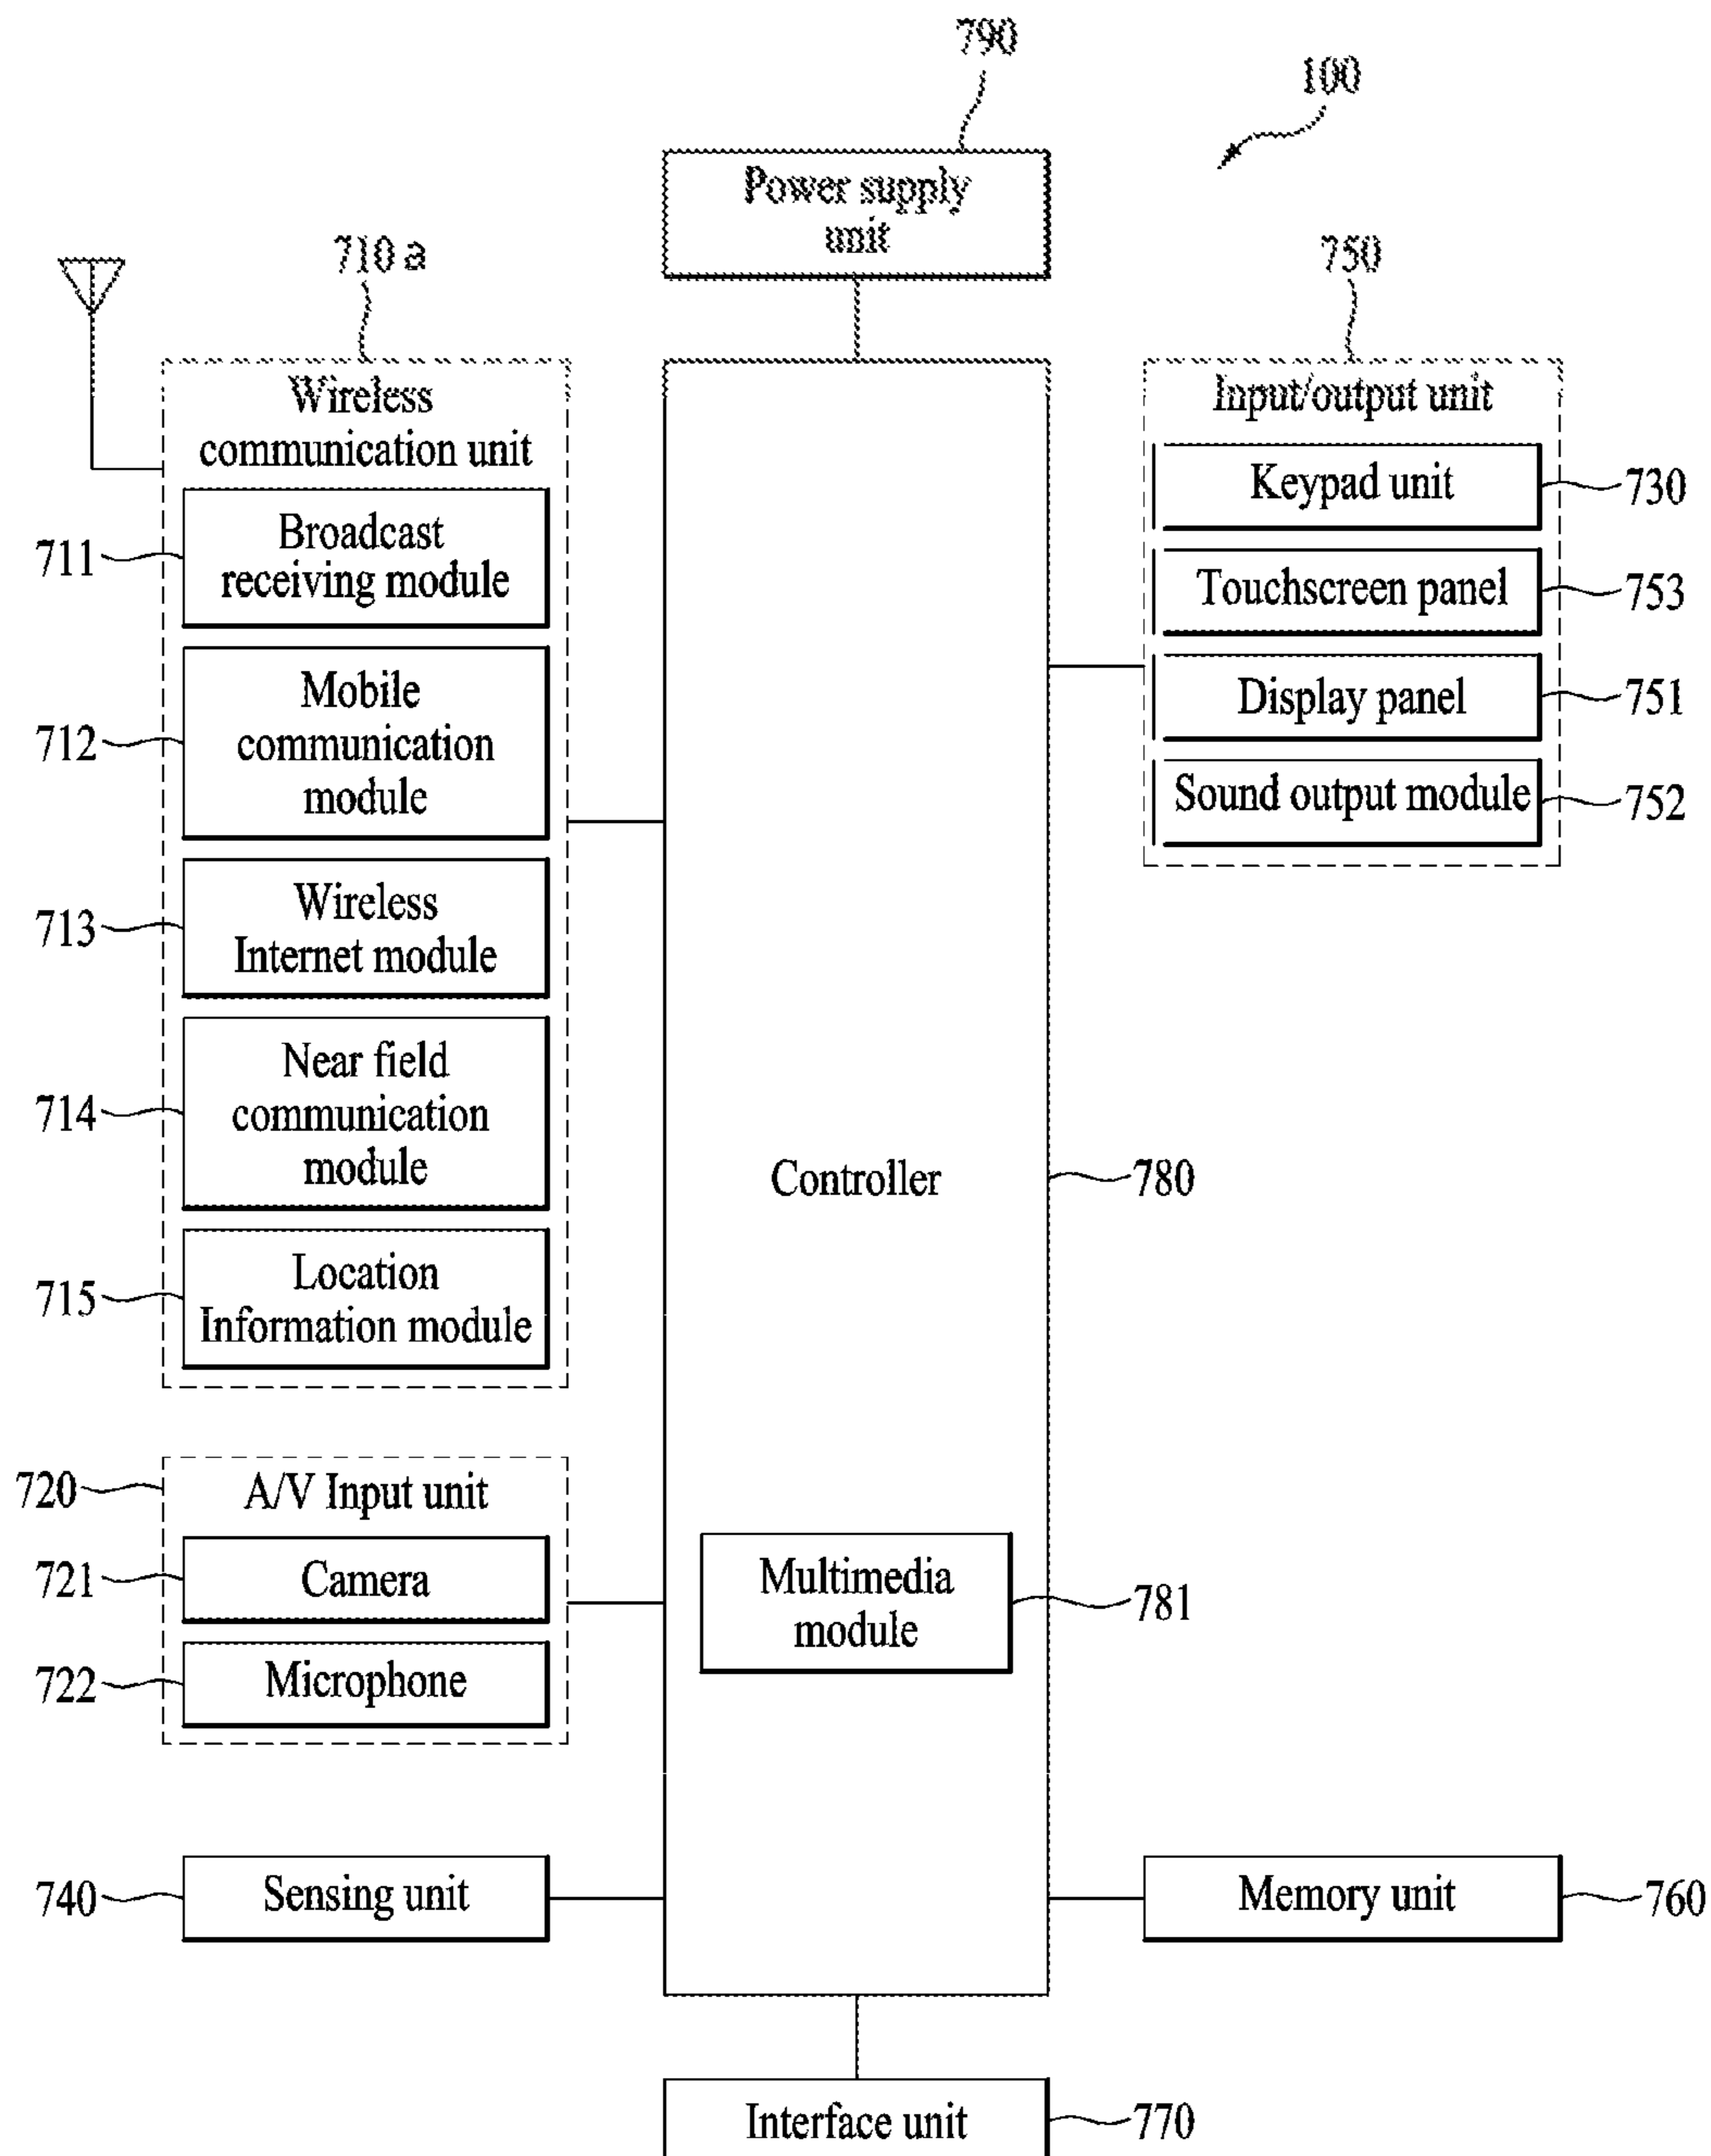 790
100
Power supply
unit
710 a
750
Wireless
communication unit
711
Broadcast
receiving module
712
Mobile
communication
module
713
Wireless
Internet module
714
Near field
communication
module
715
Location
Information module
Input/output unit
Keypad unit
730
Touchscreen panel
753
Display panel
751
Sound output module
752
Controller
780
720
A/V Input unit
721
Camera
722
Microphone
Multimedia
module
781
740
Sensing unit
Memory unit
760
Interface unit
770